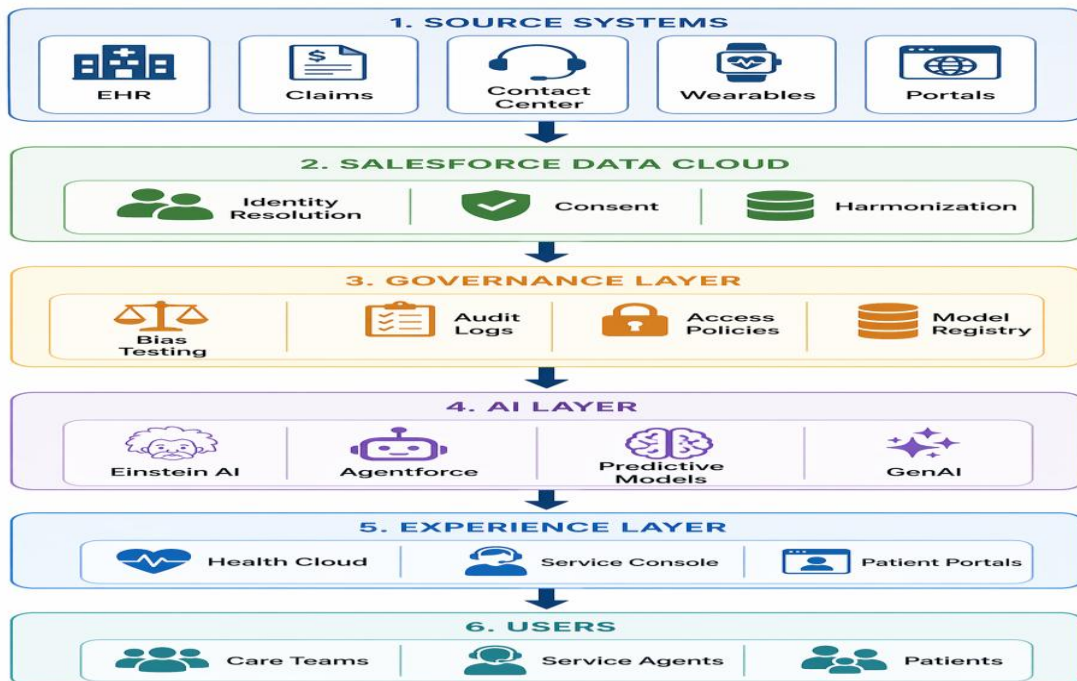 1. SOURCE SYSTEMS
$
EHR
Claims
Contact
Center
Wearables
Portals
2. SALESFORCE DATA CLOUD
Identity
Resolution
Consent
Harmonization
3. GOVERNANCE LAYER
Bias
Testing
Audit
Logs
Access
Policies
Model
Registry
4. AI LAYER
Einstein AI
Agentforce
Predictive
Models
GenAI
5. EXPERIENCE LAYER
Health Cloud
Service Console
Patient Portals
6. USERS
Care Teams
Service Agents
Patients